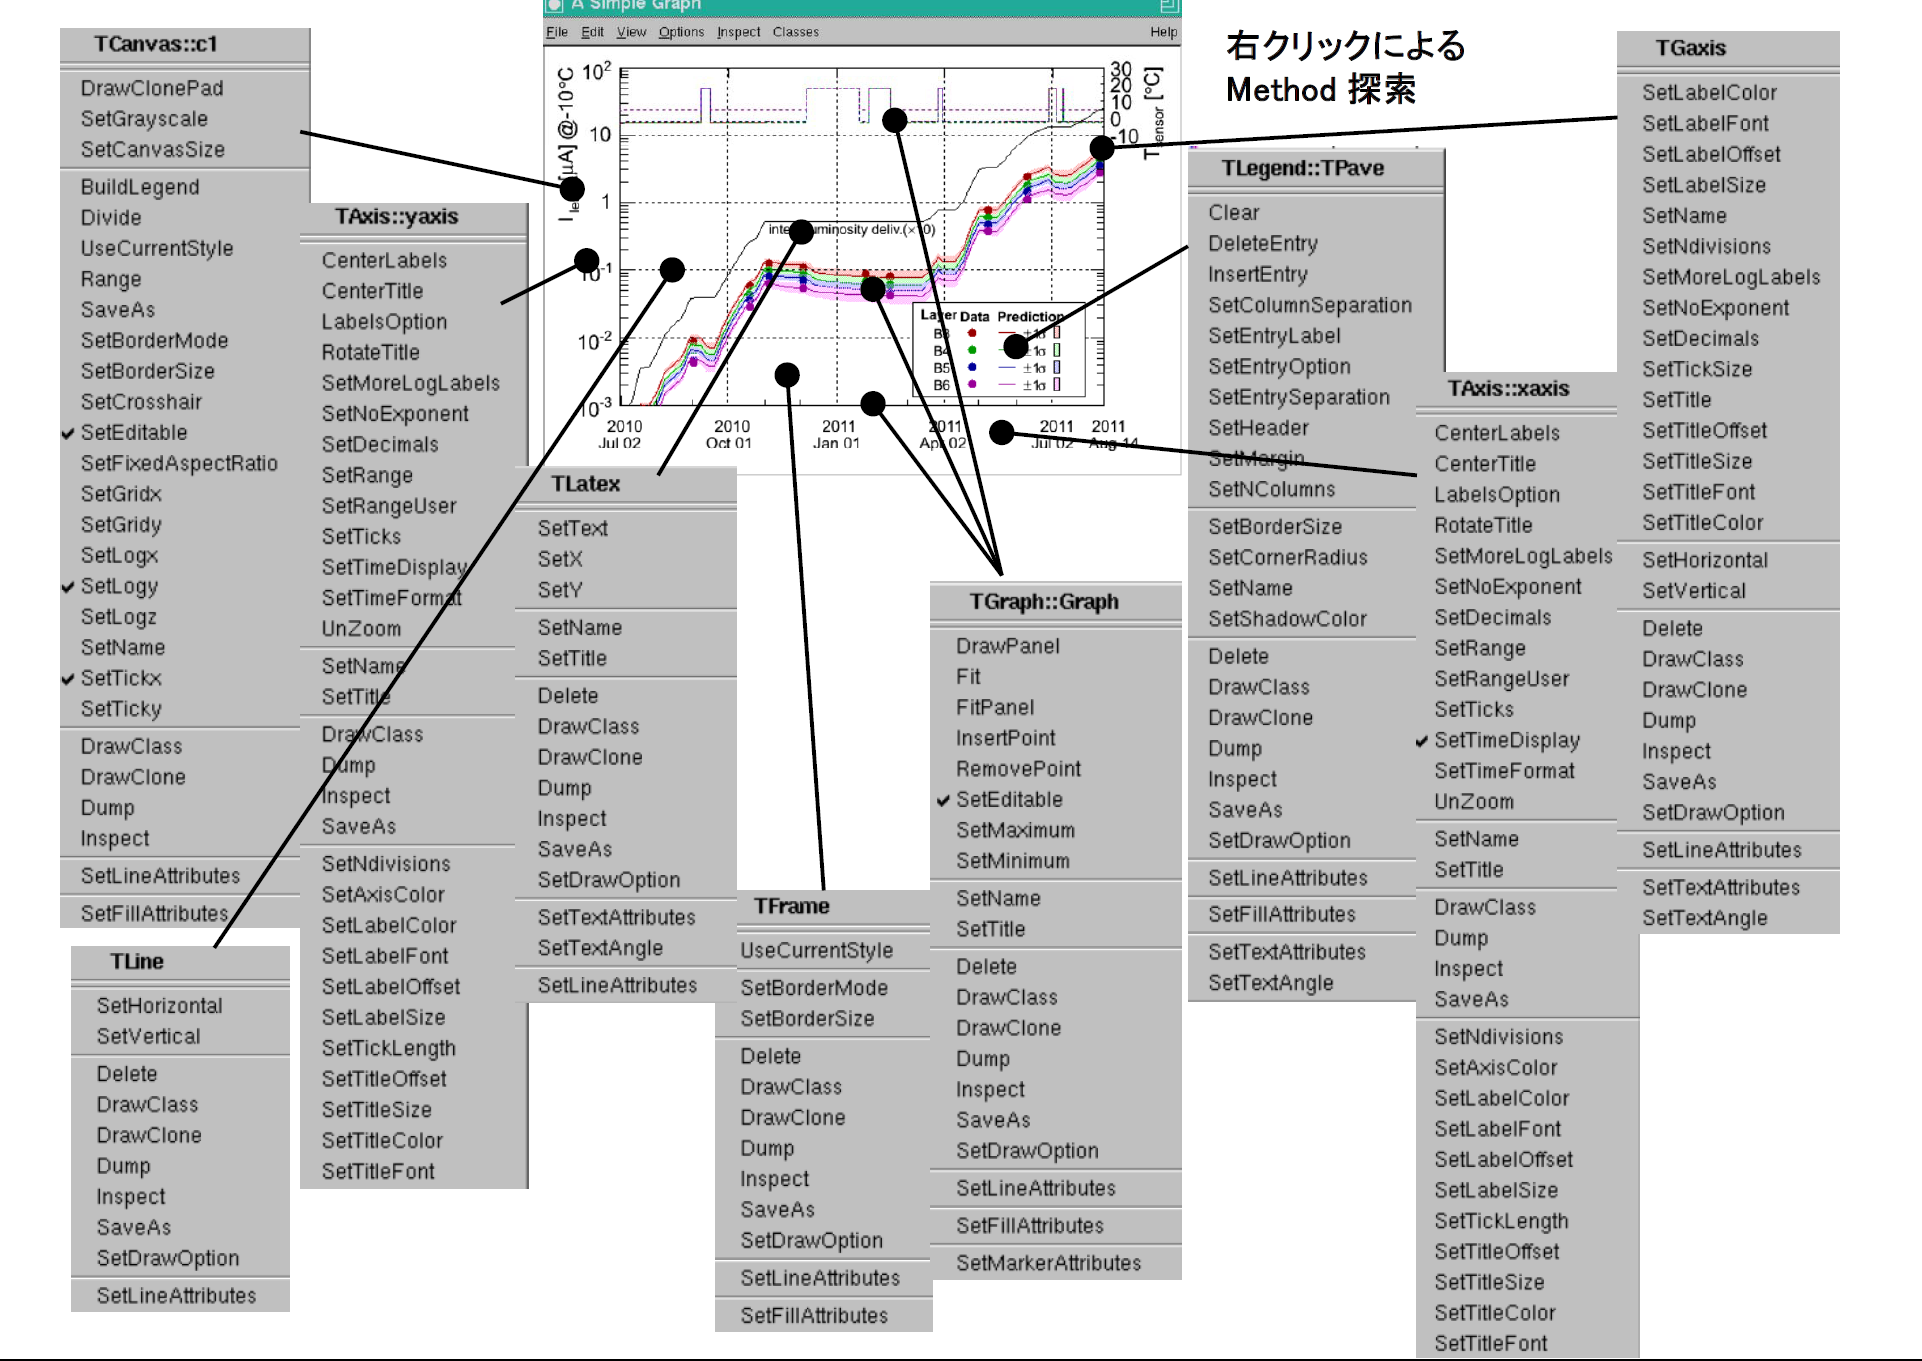 A Simple Graph
File Edit View Options Inspect Classes Help
右クリックによる
Method 探索
10²
10
1
10⁻¹
10⁻²
10⁻³
[μA] @-10°C
30
20
10
0
-10
[°C]
luminosity deliv.(×10)
Layer Data Prediction
B3 ±1σ
B4 ±1σ
B5 ±1σ
B6 ±1σ
2010
Jul 02
2010
Oct 01
2011
Jan 01
2011
Apr 02
2011
Jul 02
2011
Aug 14
TCanvas::c1
DrawClonePad
SetGrayscale
SetCanvasSize
BuildLegend
Divide
UseCurrentStyle
Range
SaveAs
SetBorderMode
SetBorderSize
SetCrosshair
SetEditable
SetFixedAspectRatio
SetGridx
SetGridy
SetLogx
SetLogy
SetLogz
SetName
SetTickx
SetTicky
DrawClass
DrawClone
Dump
Inspect
SetLineAttributes
SetFillAttributes
TLine
SetHorizontal
SetVertical
Delete
DrawClass
DrawClone
Dump
Inspect
SaveAs
SetDrawOption
SetLineAttributes
TAxis::yaxis
CenterLabels
CenterTitle
LabelsOption
RotateTitle
SetMoreLogLabels
SetNoExponent
SetDecimals
SetRange
SetRangeUser
SetTicks
SetTimeDisplay
SetTimeFormat
UnZoom
SetName
SetTitle
DrawClass
Dump
Inspect
SaveAs
SetNdivisions
SetAxisColor
SetLabelColor
SetLabelFont
SetLabelOffset
SetLabelSize
SetTickLength
SetTitleOffset
SetTitleSize
SetTitleColor
SetTitleFont
TLatex
SetText
SetX
SetY
SetName
SetTitle
Delete
DrawClass
DrawClone
Dump
Inspect
SaveAs
SetDrawOption
SetTextAttributes
SetTextAngle
SetLineAttributes
TFrame
UseCurrentStyle
SetBorderMode
SetBorderSize
Delete
DrawClass
DrawClone
Dump
Inspect
SaveAs
SetDrawOption
SetLineAttributes
SetFillAttributes
TGraph::Graph
DrawPanel
Fit
FitPanel
InsertPoint
RemovePoint
SetEditable
SetMaximum
SetMinimum
SetName
SetTitle
Delete
DrawClass
DrawClone
Dump
Inspect
SaveAs
SetDrawOption
SetLineAttributes
SetFillAttributes
SetMarkerAttributes
TLegend::TPave
Clear
DeleteEntry
InsertEntry
SetColumnSeparation
SetEntryLabel
SetEntryOption
SetEntrySeparation
SetHeader
SetMargin
SetNColumns
SetBorderSize
SetCornerRadius
SetName
SetShadowColor
Delete
DrawClass
DrawClone
Dump
Inspect
SaveAs
SetDrawOption
SetLineAttributes
SetFillAttributes
SetTextAttributes
SetTextAngle
TAxis::xaxis
CenterLabels
CenterTitle
LabelsOption
RotateTitle
SetMoreLogLabels
SetNoExponent
SetDecimals
SetRange
SetRangeUser
SetTicks
SetTimeDisplay
SetTimeFormat
UnZoom
SetName
SetTitle
DrawClass
Dump
Inspect
SaveAs
SetNdivisions
SetAxisColor
SetLabelColor
SetLabelFont
SetLabelOffset
SetLabelSize
SetTickLength
SetTitleOffset
SetTitleSize
SetTitleColor
SetTitleFont
TGaxis
SetLabelColor
SetLabelFont
SetLabelOffset
SetLabelSize
SetName
SetNdivisions
SetMoreLogLabels
SetNoExponent
SetDecimals
SetTickSize
SetTitle
SetTitleOffset
SetTitleSize
SetTitleFont
SetTitleColor
SetHorizontal
SetVertical
Delete
DrawClass
DrawClone
Dump
Inspect
SaveAs
SetDrawOption
SetLineAttributes
SetTextAttributes
SetTextAngle